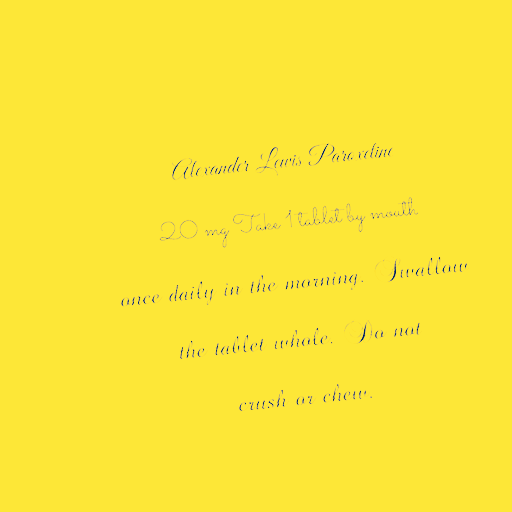 Alexander Lewis Paroxetine
20 mg Take 1 tablet by mouth
once daily in the morning. Swallow
the tablet whole. Do not
crush or chew.